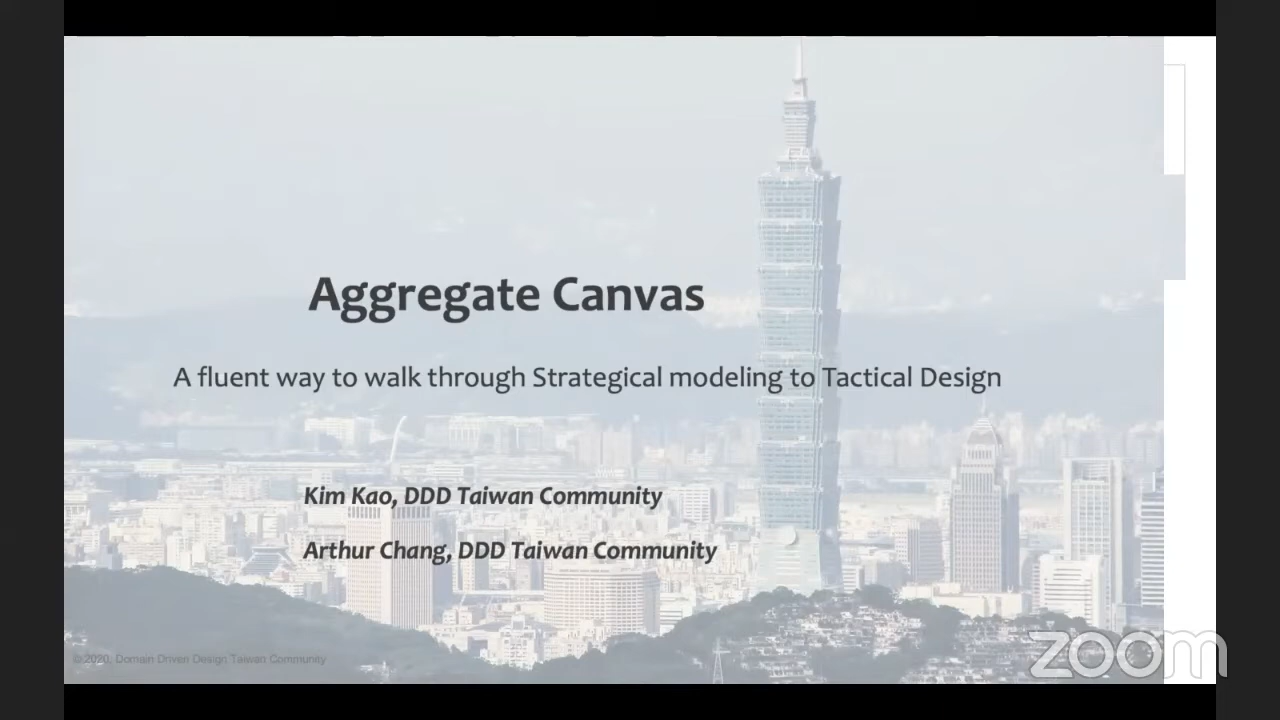 Aggregate Canvas
A fluent way to walk through Strategical modeling to Tactical Design
Kim Kao, DDD Taiwan Community
Arthur Chang, DDD Taiwan Community
© 2020, Domain Driven Design Taiwan Community
zoom